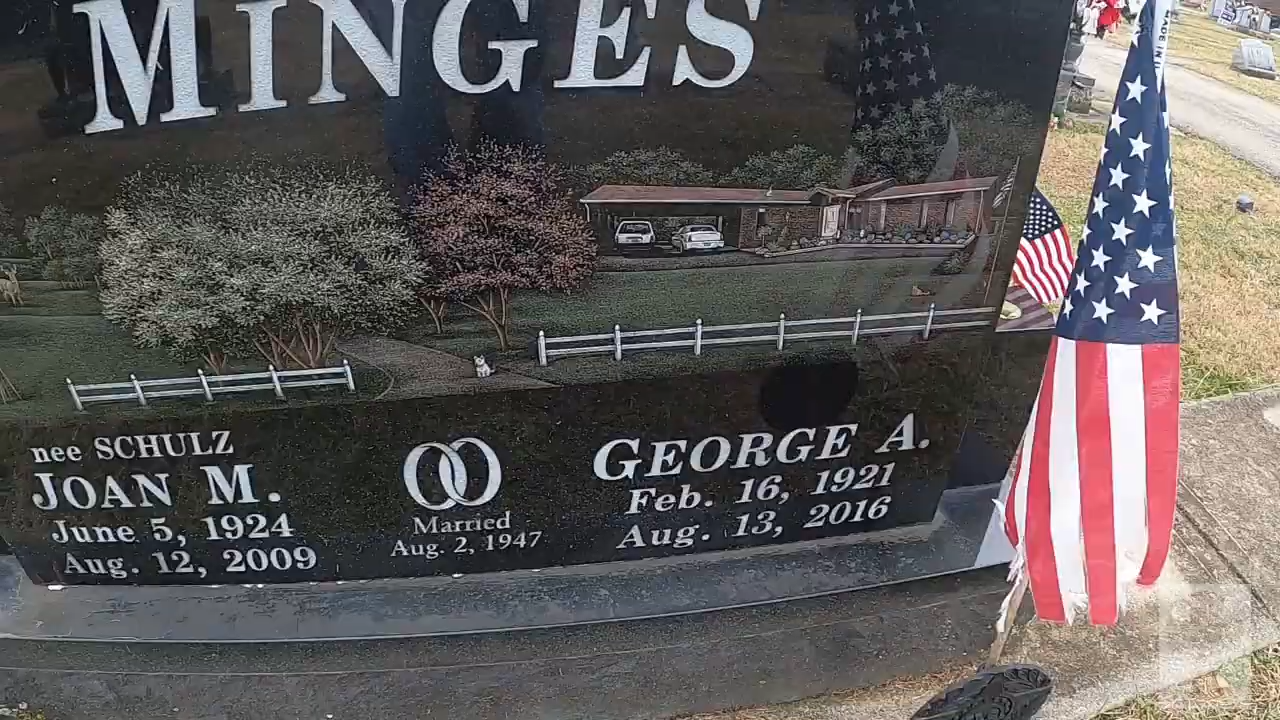 MINGES
nee SCHULZ
JOAN M.
June 5, 1924
Aug. 12, 2009
Married
Aug. 2, 1947
GEORGE A.
Feb. 16, 1921
Aug. 13, 2016